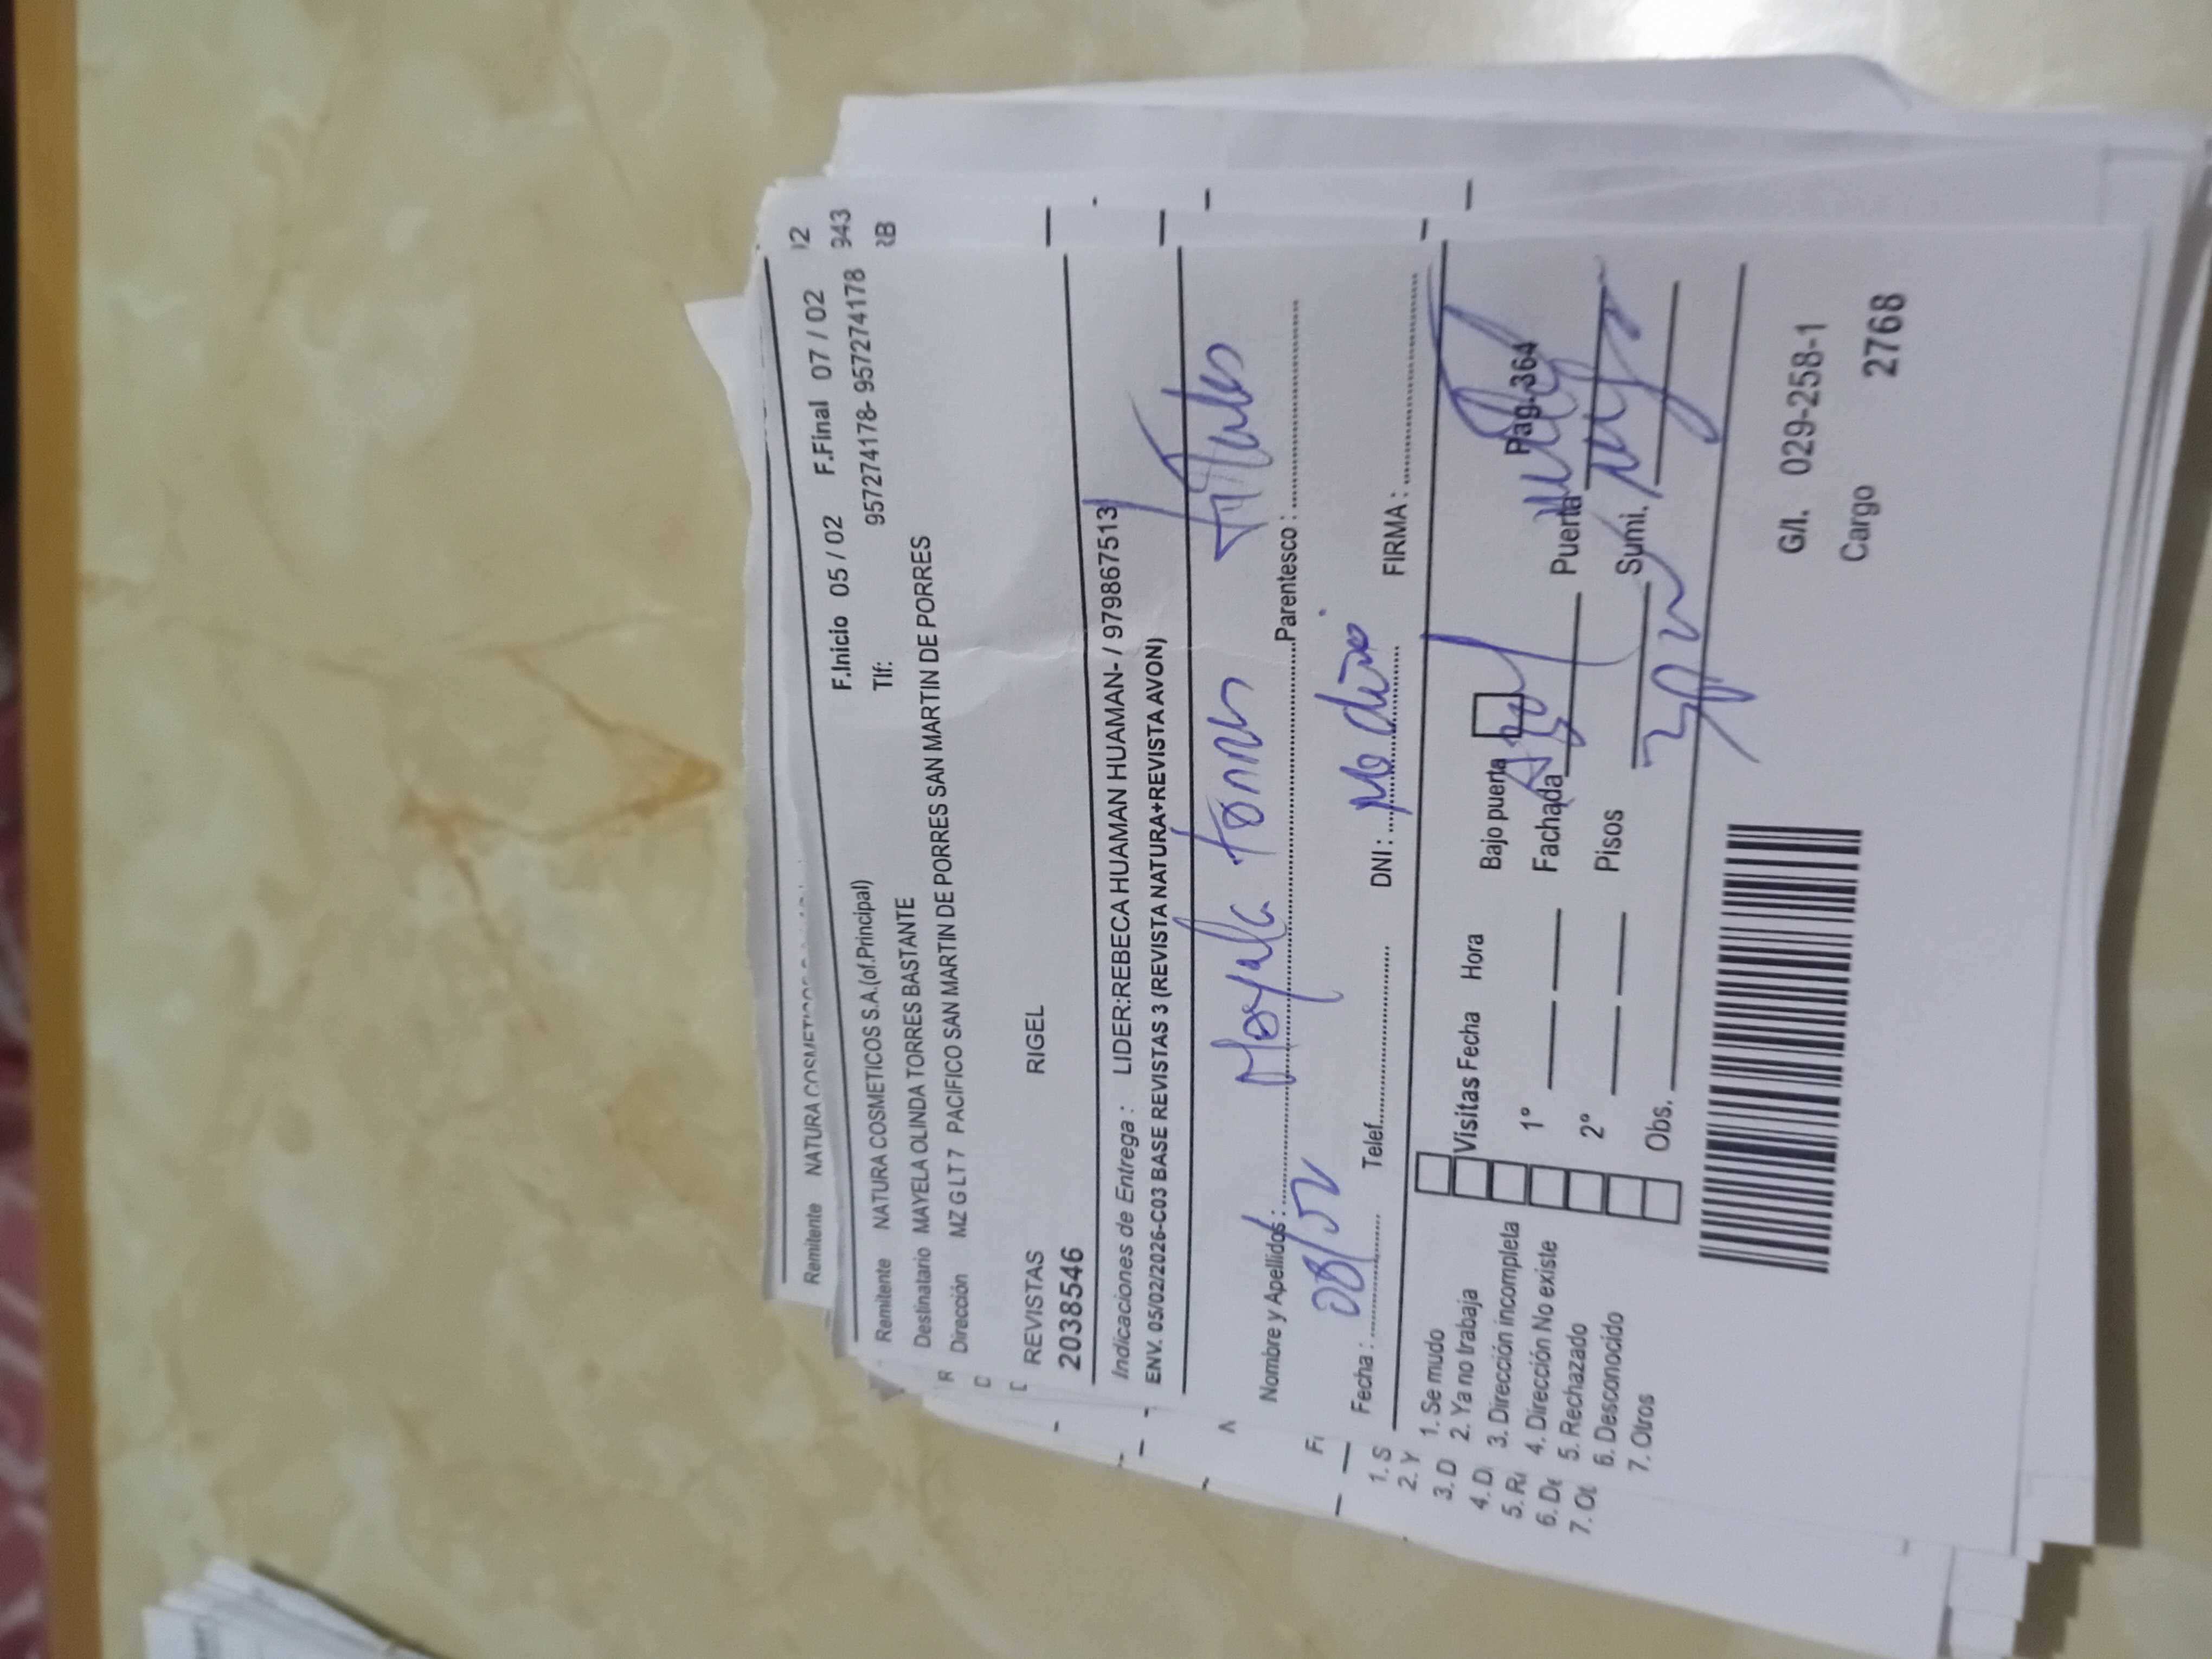 Remitente NATURA COSMETICOS
F.Inicio 05 / 02 F.Final 07 / 02
Remitente NATURA COSMETICOS S.A.(of.Principal) Tlf: 957274178- 957274178 943
Destinatario MAYELA OLINDA TORRES BASTANTE
Dirección MZ G LT 7 PACIFICO SAN MARTIN DE PORRES SAN MARTIN DE PORRES
REVISTAS RIGEL
2038546
Indicaciones de Entrega : LIDER:REBECA HUAMAN HUAMAN- / 979867513
ENV. 05/02/2026-C03 BASE REVISTAS 3 (REVISTA NATURA+REVISTA AVON)
Nombre y Apellidos : Mayela Torres Parentesco : Titular
Fecha : Telef. DNI : No dino FIRMA :
1. Se mudo
2. Ya no trabaja
3. Dirección incompleta
4. Dirección No existe
5. Rechazado
6. Desconocido
7. Otros
Visitas Fecha Hora Bajo puerta Pag.364
1º Fachada Puerta
2º Pisos Sumi.
Obs.
G/I. 029-258-1
Cargo 2768